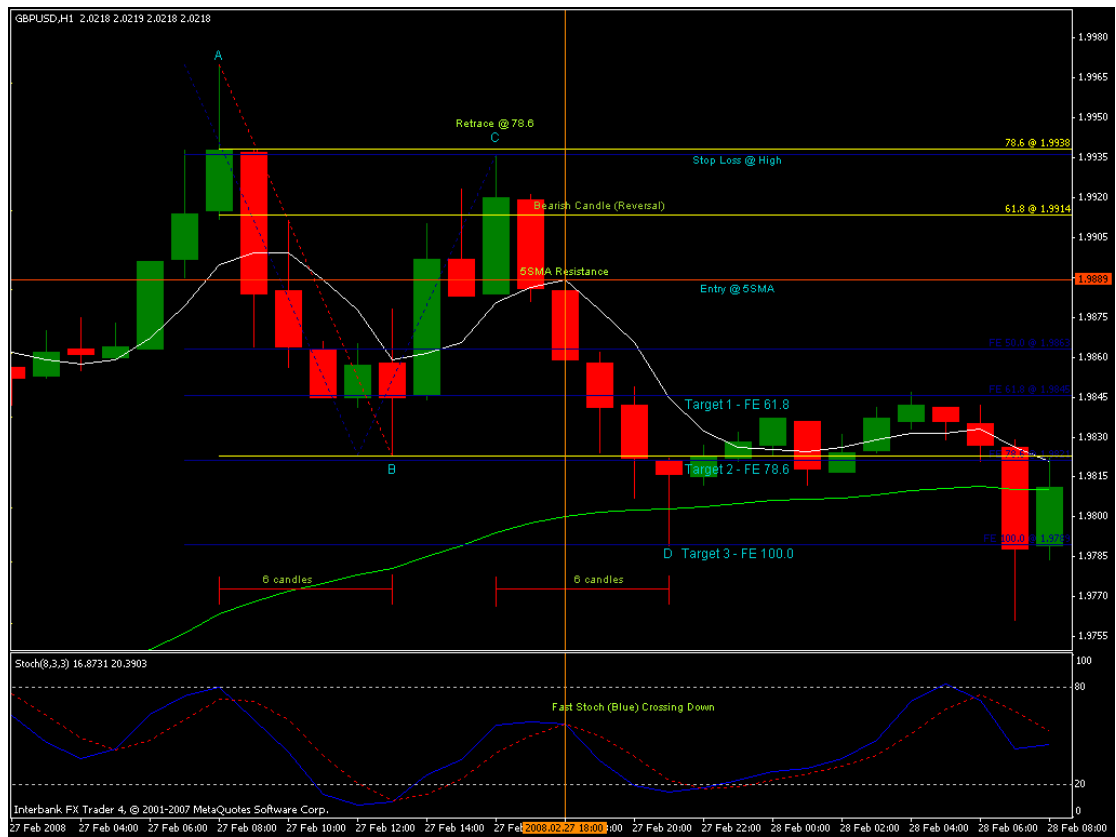 GBPUSD,H1 2.0218 2.0219 2.0218 2.0218
1.9980
A
1.9965
1.9950
Retrace @ 78.6
C
78.6 @ 1.9938
1.9935
Stop Loss @ High
1.9920
Bearish Candle (Reversal)
61.8 @ 1.9914
1.9905
5SMA Resistance
1.9889
Entry @ 5SMA
1.9875
1.9860
1.9845
Target 1 - FE 61.8
1.9830
B
Target 2 - FE 78.6
1.9815
1.9800
FE 100.0 @
D Target 3 - FE 100.0
1.9785
6 candles
6 candles
1.9770
1.9755
Stoch(8,3,3) 16.8731 20.3903
100
80
Fast Stoch (Blue) Crossing Down
20
0
Interbank FX Trader 4, © 2001-2007 MetaQuotes Software Corp.
27 Feb 2008 27 Feb 04:00 27 Feb 06:00 27 Feb 08:00 27 Feb 10:00 27 Feb 12:00 27 Feb 14:00 2008.02.27 18:00 27 Feb 20:00 27 Feb 22:00 28 Feb 00:00 28 Feb 02:00 28 Feb 04:00 28 Feb 06:00 28 Feb 08:00